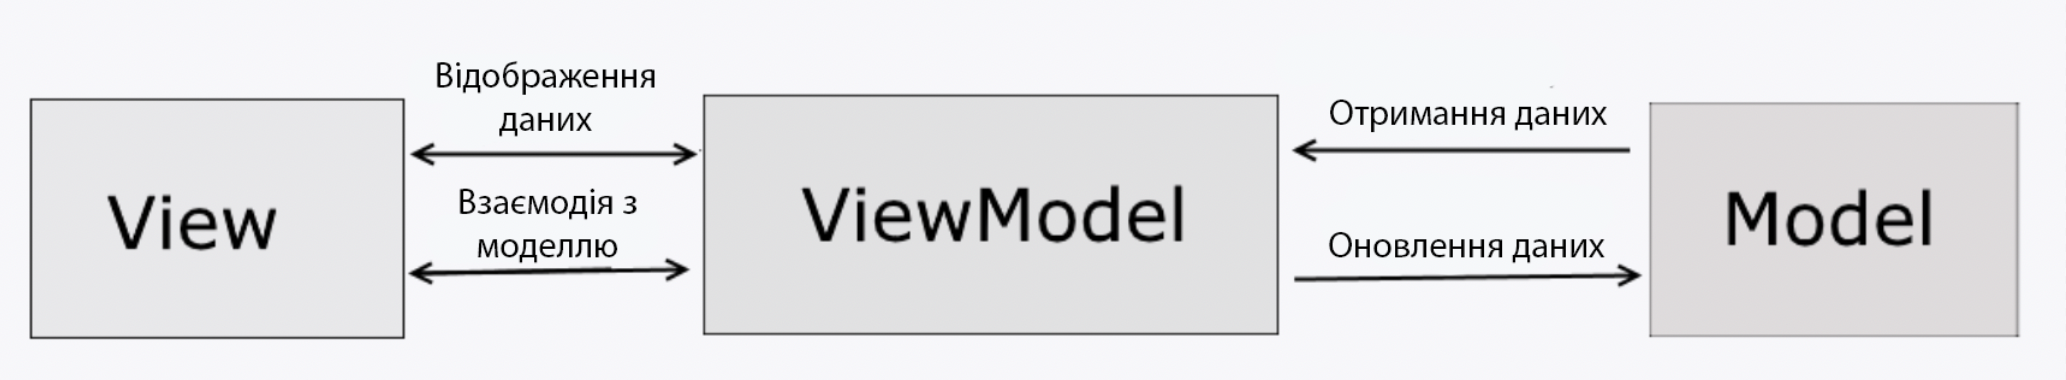 View
Відображення
даних
Взаємодія з
моделлю
ViewModel
Отримання даних
Оновлення даних
Model